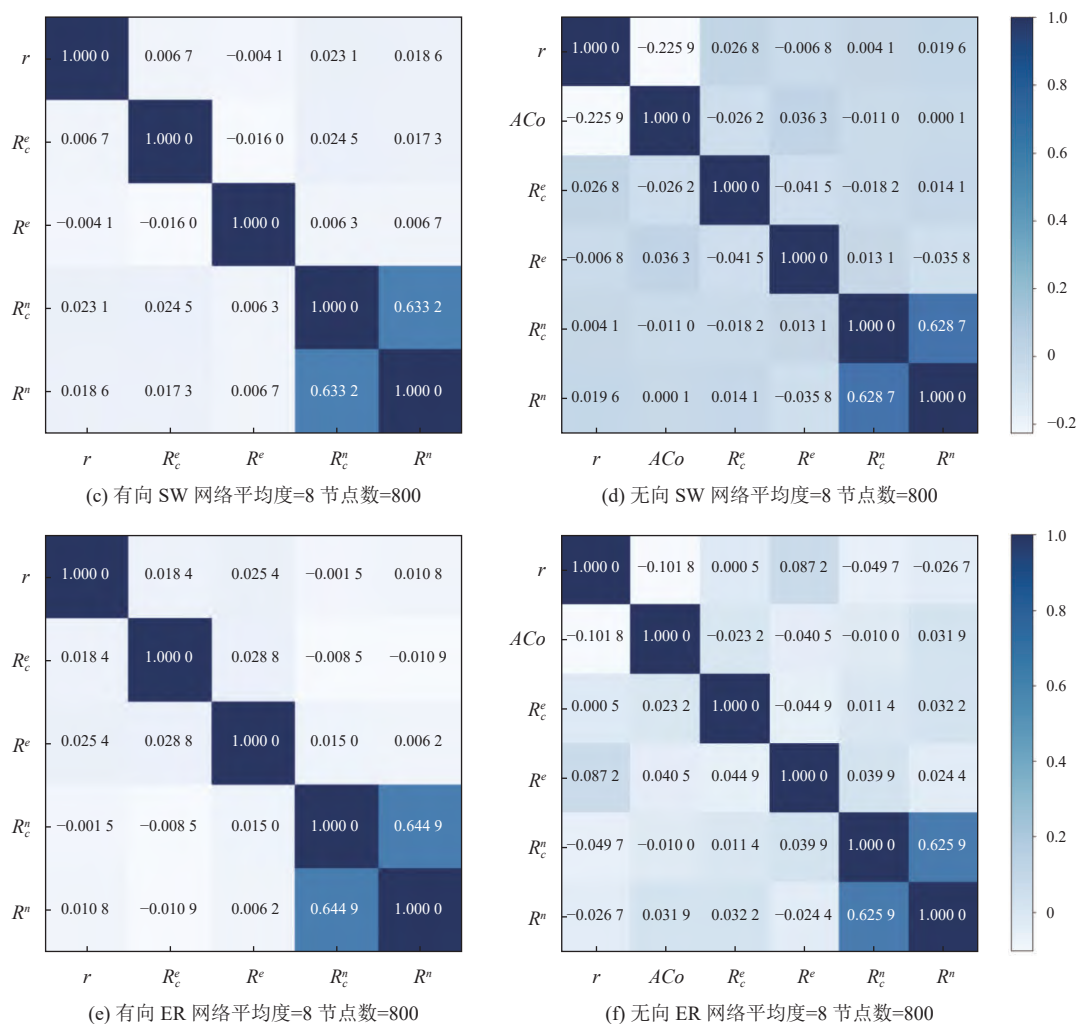 r 1.000 0 0.006 7 −0.004 1 0.023 1 0.018 6
R_c^e 0.006 7 1.000 0 −0.016 0 0.024 5 0.017 3
R^e −0.004 1 −0.016 0 1.000 0 0.006 3 0.006 7
R_c^n 0.023 1 0.024 5 0.006 3 1.000 0 0.633 2
R^n 0.018 6 0.017 3 0.006 7 0.633 2 1.000 0
r R_c^e R^e R_c^n R^n
(c) 有向 SW 网络平均度=8 节点数=800
r 1.000 0 −0.225 9 0.026 8 −0.006 8 0.004 1 0.019 6
ACo −0.225 9 1.000 0 −0.026 2 0.036 3 −0.011 0 0.000 1
R_c^e 0.026 8 −0.026 2 1.000 0 −0.041 5 −0.018 2 0.014 1
R^e −0.006 8 0.036 3 −0.041 5 1.000 0 0.013 1 −0.035 8
R_c^n 0.004 1 −0.011 0 −0.018 2 0.013 1 1.000 0 0.628 7
R^n 0.019 6 0.000 1 0.014 1 −0.035 8 0.628 7 1.000 0
r ACo R_c^e R^e R_c^n R^n
(d) 无向 SW 网络平均度=8 节点数=800
1.0
0.8
0.6
0.4
0.2
0
−0.2
r 1.000 0 0.018 4 0.025 4 −0.001 5 0.010 8
R_c^e 0.018 4 1.000 0 0.028 8 −0.008 5 −0.010 9
R^e 0.025 4 0.028 8 1.000 0 0.015 0 0.006 2
R_c^n −0.001 5 −0.008 5 0.015 0 1.000 0 0.644 9
R^n 0.010 8 −0.010 9 0.006 2 0.644 9 1.000 0
r R_c^e R^e R_c^n R^n
(e) 有向 ER 网络平均度=8 节点数=800
r 1.000 0 −0.101 8 0.000 5 0.087 2 −0.049 7 −0.026 7
ACo −0.101 8 1.000 0 −0.023 2 −0.040 5 −0.010 0 0.031 9
R_c^e 0.000 5 0.023 2 1.000 0 −0.044 9 0.011 4 0.032 2
R^e 0.087 2 0.040 5 0.044 9 1.000 0 0.039 9 0.024 4
R_c^n −0.049 7 −0.010 0 0.011 4 0.039 9 1.000 0 0.625 9
R^n −0.026 7 0.031 9 0.032 2 −0.024 4 0.625 9 1.000 0
r ACo R_c^e R^e R_c^n R^n
(f) 无向 ER 网络平均度=8 节点数=800
1.0
0.8
0.6
0.4
0.2
0